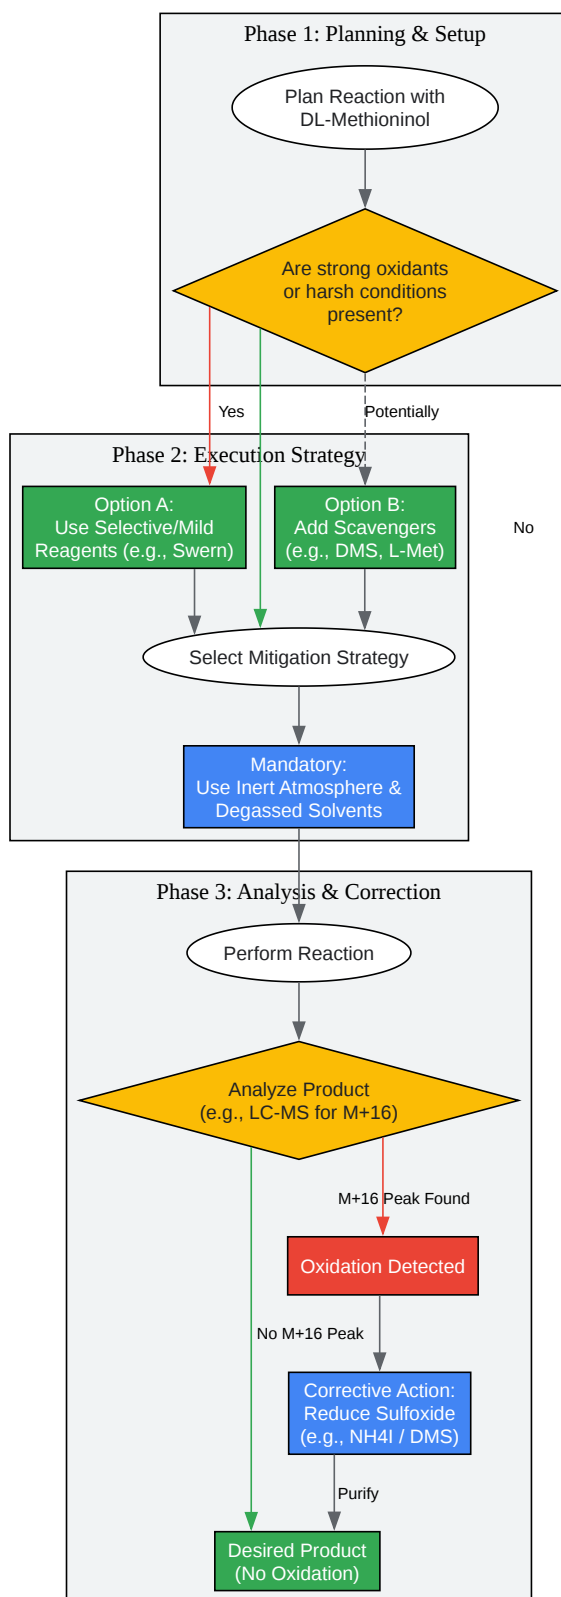 Phase 1: Planning & Setup
Plan Reaction with
DL-Methioninol
Are strong oxidants
or harsh conditions
present?
Yes
Potentially
Phase 2: Execution Strategy
Option A:
Use Selective/Mild
Reagents (e.g., Swern)
Option B:
Add Scavengers
(e.g., DMS, L-Met)
No
Select Mitigation Strategy
Mandatory:
Use Inert Atmosphere &
Degassed Solvents
Phase 3: Analysis & Correction
Perform Reaction
Analyze Product
(e.g., LC-MS for M+16)
M+16 Peak Found
Oxidation Detected
No M+16 Peak
Corrective Action:
Reduce Sulfoxide
(e.g., NH4I / DMS)
Purify
Desired Product
(No Oxidation)